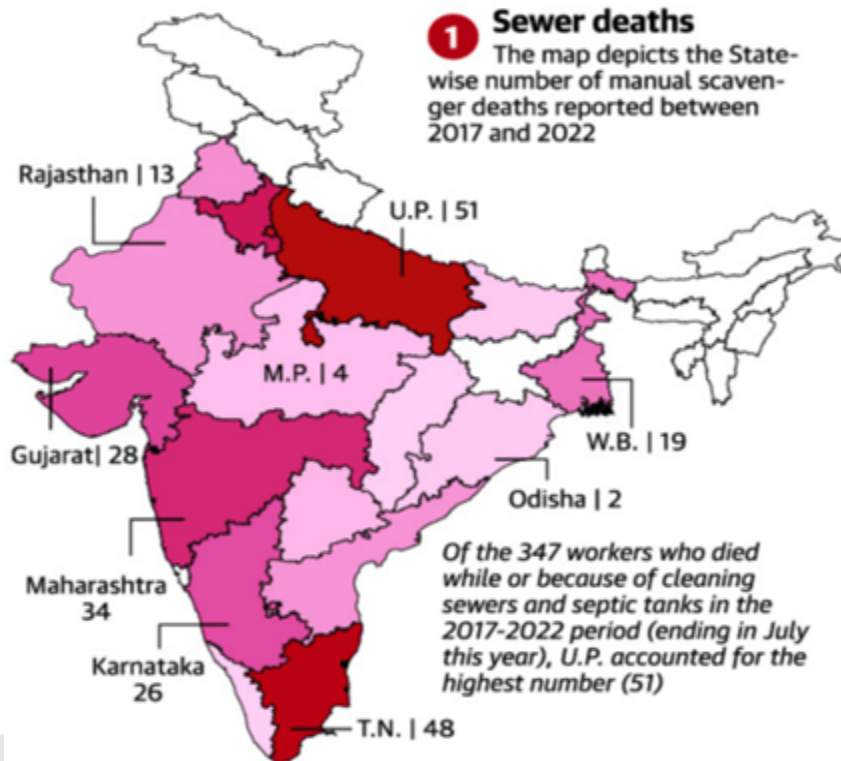 1 Sewer deaths
The map depicts the State-
wise number of manual scaven-
ger deaths reported between
2017 and 2022
Rajasthan | 13
U.P. | 51
M.P. | 4
Gujarat| 28
W.B. | 19
Odisha | 2
Maharashtra
34
Karnataka
26
T.N. | 48
Of the 347 workers who died
while or because of cleaning
sewers and septic tanks in the
2017-2022 period (ending in July
this year), U.P. accounted for the
highest number (51)